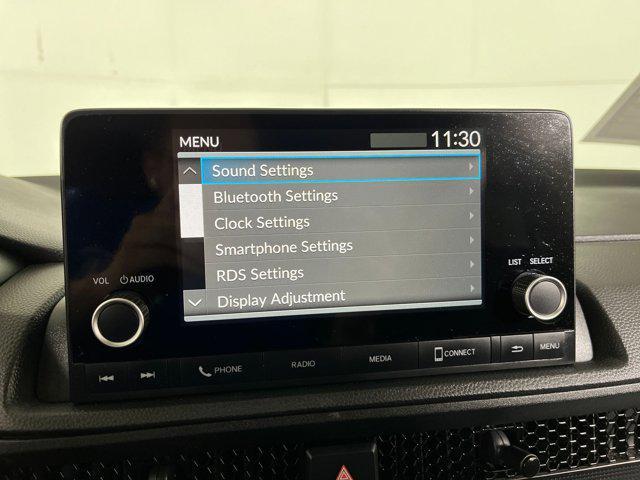 MENU 11:30
Sound Settings
Bluetooth Settings
Clock Settings
Smartphone Settings
RDS Settings
Display Adjustment
VOL AUDIO
LIST SELECT
PHONE RADIO MEDIA CONNECT MENU